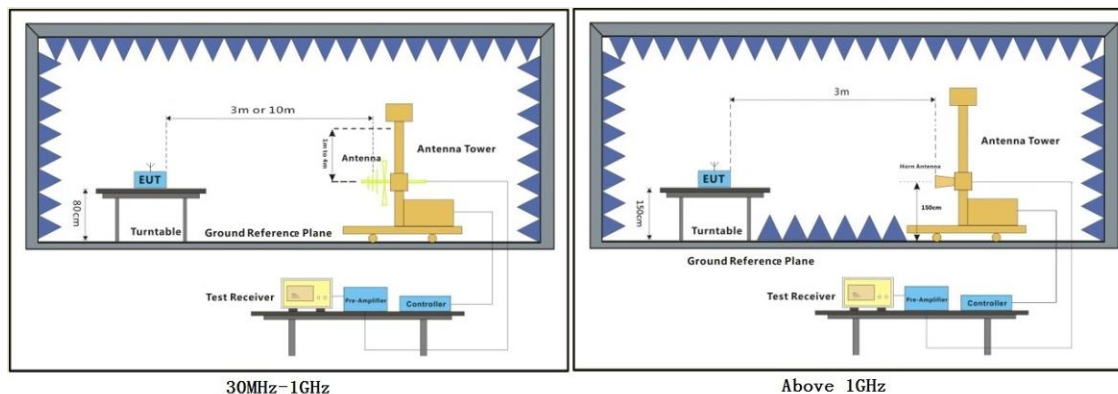 3m or 10m
1m to 4m
Antenna
Antenna Tower
EUT
80cm
Turntable
Ground Reference Plane
Test Receiver
Pre-Amplifier
Controller
30MHz-1GHz
3m
Antenna Tower
Horn Antenna
EUT
150cm
150cm
Turntable
Ground Reference Plane
Test Receiver
Pre-Amplifier
Controller
Above 1GHz